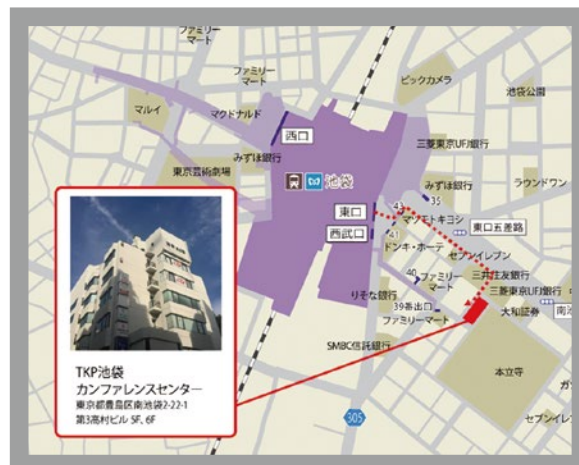 ファミリー
マート
ファミリー
マート
ビックカメラ
池袋公園
マルイ
マクドナルド
西口
三菱東京UFJ銀行
みずほ銀行
東京芸術劇場
池袋
みずほ銀行
ラウンドワン
35
東口
43
マツモトキヨシ
東口五差路
西武口
41
ドンキ・ホーテ
セブンイレブン
40
ファミリー
マート
三井住友銀行
りそな銀行
三菱東京UFJ銀行
39番出口
ファミリーマート
大和証券
南池
SMBC信託銀行
本立寺
305
セブンイレ
TKP池袋
カンファレンスセンター
東京都豊島区南池袋2-22-1
第3高村ビル 5F、6F